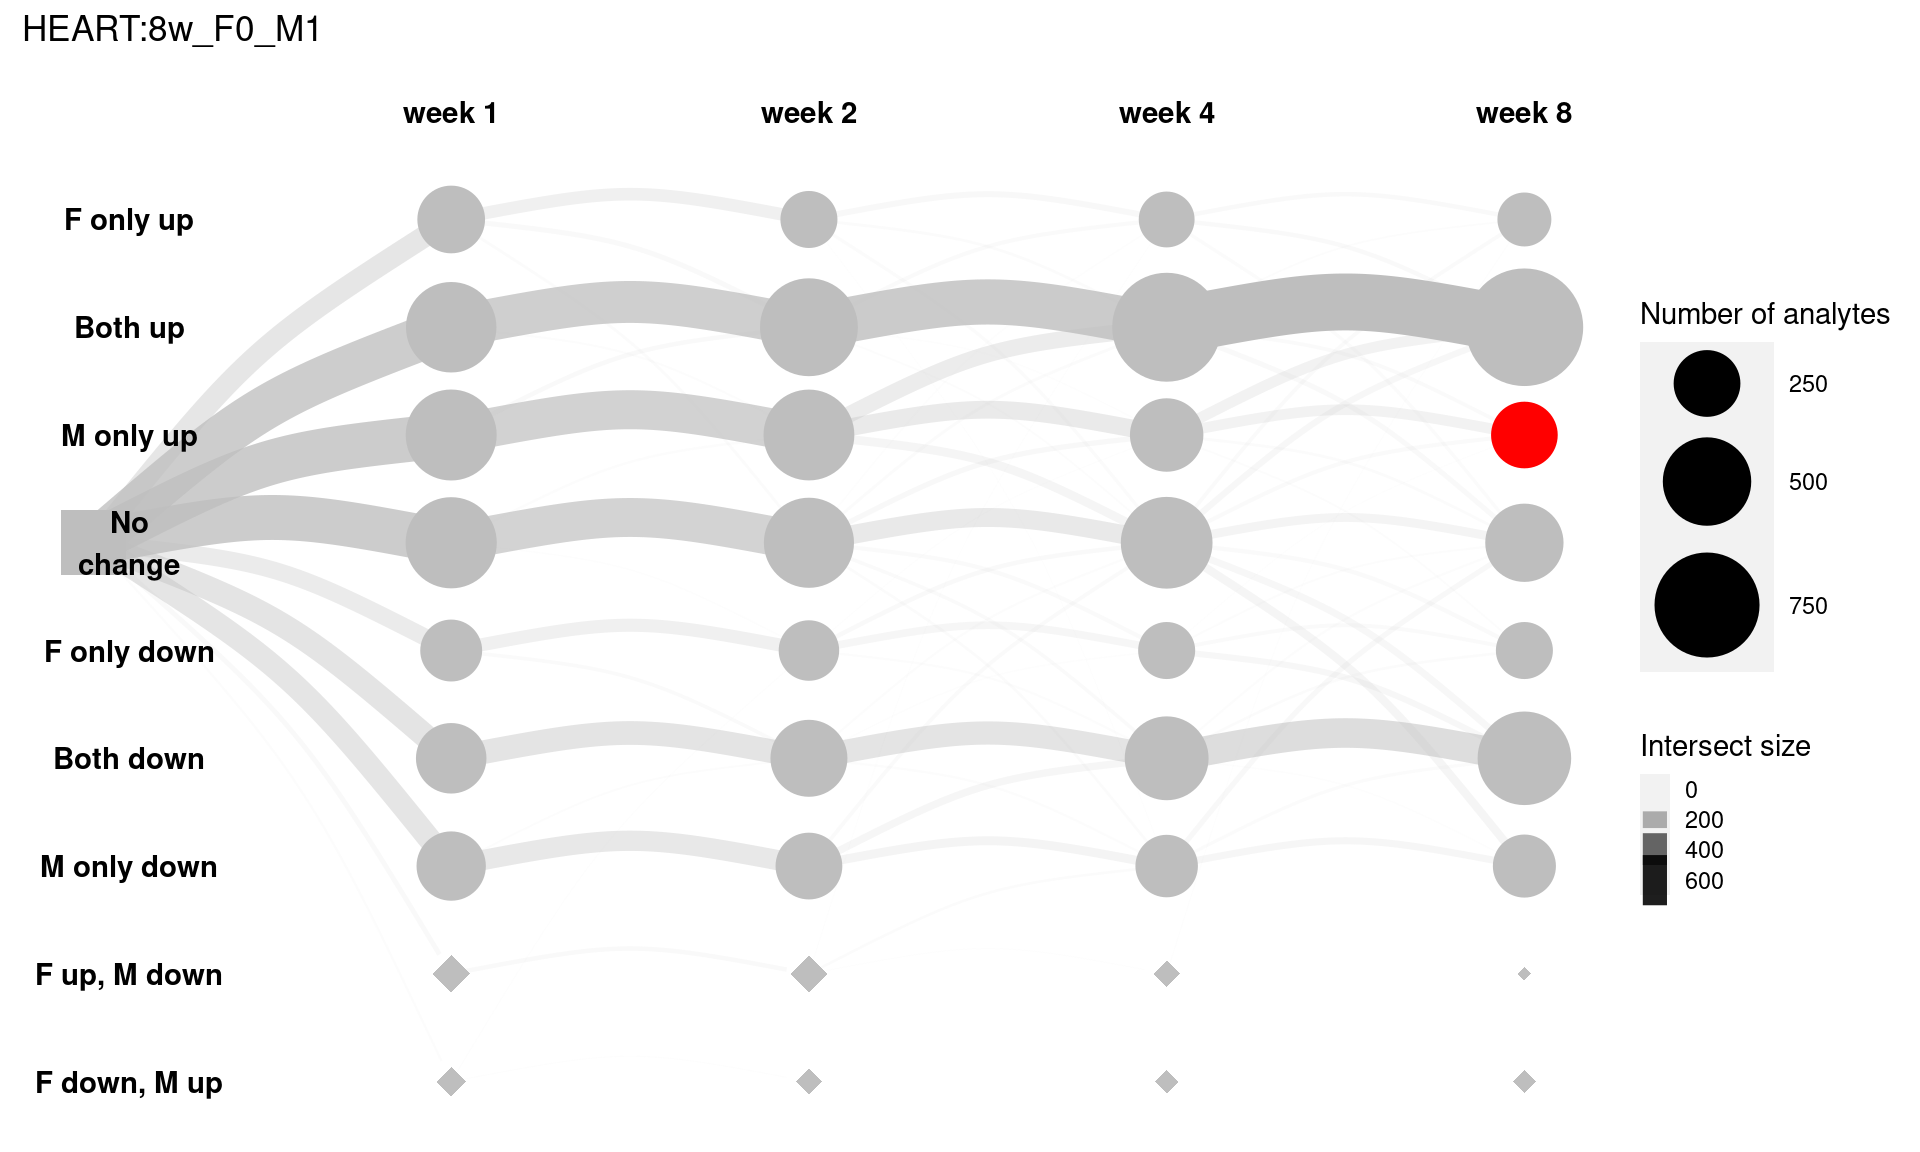 HEART:8w_F0_M1
week 1
week 2
week 4
week 8
F only up
Both up
M only up
No
change
F only down
Both down
M only down
F up, M down
F down, M up
Number of analytes
250
500
750
Intersect size
0
200
400
600